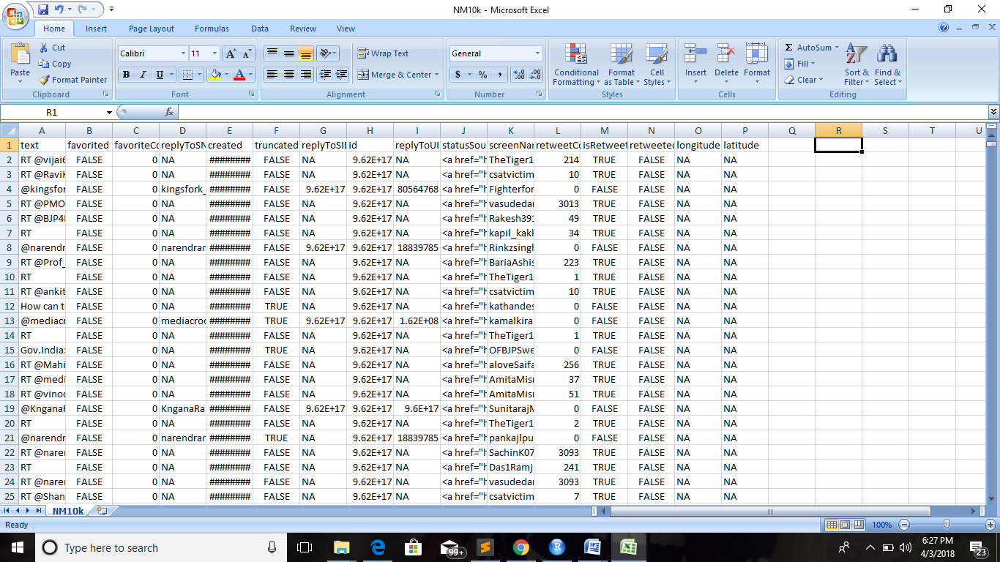 NM10k - Microsoft Excel
Home Insert Page Layout Formulas Data Review View
Paste
Cut
Copy
Format Painter
Clipboard
Calibri 11
B I U
Font
Wrap Text
Merge & Center
Alignment
General
$ % ,
Number
Conditional Formatting
Format as Table
Cell Styles
Styles
Insert Delete Format
Cells
Σ AutoSum
Fill
Clear
Sort & Filter
Find & Select
Editing
R1 fx
A B C D E F G H I J K L M N O P Q R S T U
1 text favorited favoriteCo replyToSN created truncated replyToSI id replyToUI statusSou screenNar retweetCo isRetweet retweeted longitude latitude
2 RT @vijai6 FALSE 0 NA ######## FALSE NA 9.62E+17 NA <a href="h TheTiger1 214 TRUE FALSE NA NA
3 RT @RaviK FALSE 0 NA ######## FALSE NA 9.62E+17 NA <a href="h csatvictim 10 TRUE FALSE NA NA
4 @kingsfor FALSE 0 kingsfork_ ######## FALSE 9.62E+17 9.62E+17 80564768 <a href="h Fighterfor 0 FALSE FALSE NA NA
5 RT @PMO FALSE 0 NA ######## FALSE NA 9.62E+17 NA <a href="h vasudedar 3013 TRUE FALSE NA NA
6 RT @BJP4I FALSE 0 NA ######## FALSE NA 9.62E+17 NA <a href="h Rakesh391 49 TRUE FALSE NA NA
7 RT FALSE 0 NA ######## FALSE NA 9.62E+17 NA <a href="h kapil_kakk 34 TRUE FALSE NA NA
8 @narendr FALSE 0 narendrar ######## FALSE 9.62E+17 9.62E+17 18839785 <a href="h Rinkzsingh 0 FALSE FALSE NA NA
9 RT @Prof_ FALSE 0 NA ######## FALSE NA 9.62E+17 NA <a href="h BariaAshis 223 TRUE FALSE NA NA
10 RT FALSE 0 NA ######## FALSE NA 9.62E+17 NA <a href="h TheTiger1 1 TRUE FALSE NA NA
11 RT @ankit FALSE 0 NA ######## FALSE NA 9.62E+17 NA <a href="h csatvictim 10 TRUE FALSE NA NA
12 How can t FALSE 0 NA ######## TRUE NA 9.62E+17 NA <a href="h kathandes 0 FALSE FALSE NA NA
13 @mediacr FALSE 0 mediacroo ######## TRUE 9.62E+17 9.62E+17 1.62E+08 <a href="h kamalkira 0 FALSE FALSE NA NA
14 RT FALSE 0 NA ######## FALSE NA 9.62E+17 NA <a href="h TheTiger1 1 TRUE FALSE NA NA
15 Gov.India: FALSE 0 NA ######## TRUE NA 9.62E+17 NA <a href="h OFBJPSwe 0 FALSE FALSE NA NA
16 RT @Mahi FALSE 0 NA ######## FALSE NA 9.62E+17 NA <a href="h aloveSaifa 256 TRUE FALSE NA NA
17 RT @medi FALSE 0 NA ######## FALSE NA 9.62E+17 NA <a href="h AmitaMisr 37 TRUE FALSE NA NA
18 RT @vinoc FALSE 0 NA ######## FALSE NA 9.62E+17 NA <a href="h AmitaMisr 51 TRUE FALSE NA NA
19 @KnganaR FALSE 0 KnganaRa ######## FALSE 9.62E+17 9.62E+17 9.6E+17 <a href="h SunitarajM 0 FALSE FALSE NA NA
20 RT FALSE 0 NA ######## FALSE NA 9.62E+17 NA <a href="h TheTiger1 2 TRUE FALSE NA NA
21 @narendr FALSE 0 narendrar ######## TRUE 9.62E+17 9.62E+17 18839785 <a href="h pankajlpu 0 FALSE FALSE NA NA
22 RT @narer FALSE 0 NA ######## FALSE NA 9.62E+17 NA <a href="h SachinK07 3093 TRUE FALSE NA NA
23 RT FALSE 0 NA ######## FALSE NA 9.62E+17 NA <a href="h Das1Ramj 241 TRUE FALSE NA NA
24 RT @narer FALSE 0 NA ######## FALSE NA 9.62E+17 NA <a href="h vasudedar 3093 TRUE FALSE NA NA
25 RT @Shan FALSE 0 NA ######## FALSE NA 9.62E+17 NA <a href="h csatvictim 7 TRUE FALSE NA NA
NM10k
Ready 100%
Type here to search 99+ 6:27 PM
4/3/2018 23